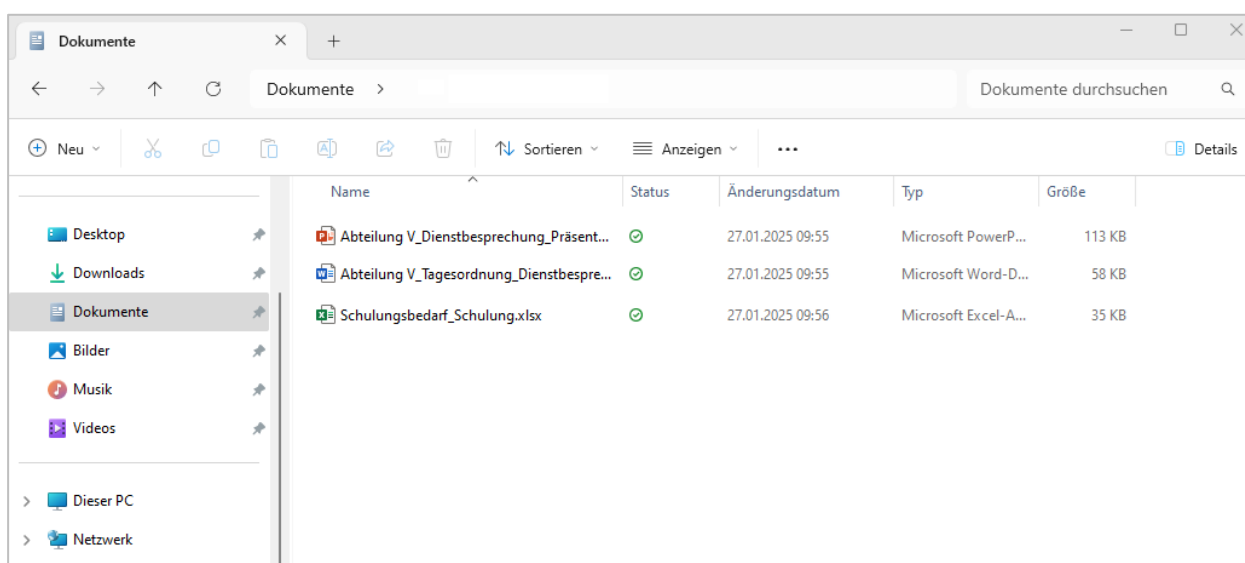 Dokumente
Dokumente >
Dokumente durchsuchen
Neu
Sortieren
Anzeigen
Details
Name Status Änderungsdatum Typ Größe
Desktop
Downloads
Dokumente
Bilder
Musik
Videos
Dieser PC
Netzwerk
Abteilung V_Dienstbesprechung_Präsent... 27.01.2025 09:55 Microsoft PowerP... 113 KB
Abteilung V_Tagesordnung_Dienstbespre... 27.01.2025 09:55 Microsoft Word-D... 58 KB
Schulungsbedarf_Schulung.xlsx 27.01.2025 09:56 Microsoft Excel-A... 35 KB